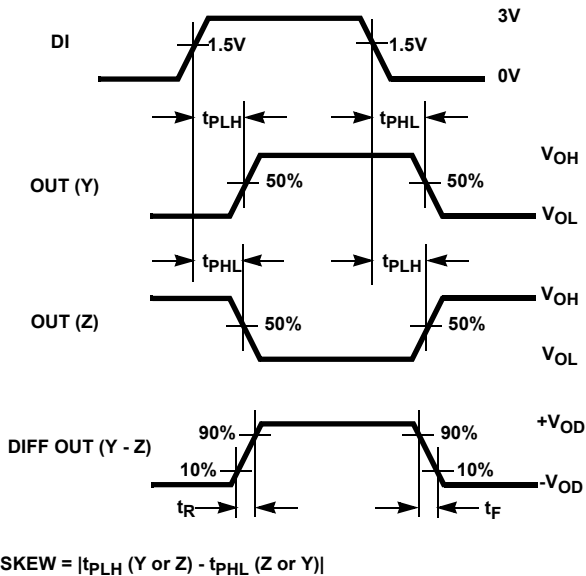 3V
DI
1.5V
1.5V
0V
tPLH
tPHL
VOH
OUT (Y)
50%
50%
VOL
tPHL
tPLH
VOH
OUT (Z)
50%
50%
VOL
+VOD
DIFF OUT (Y - Z)
90%
90%
10%
10%
-VOD
tR
tF
SKEW = |tPLH (Y or Z) - tPHL (Z or Y)|